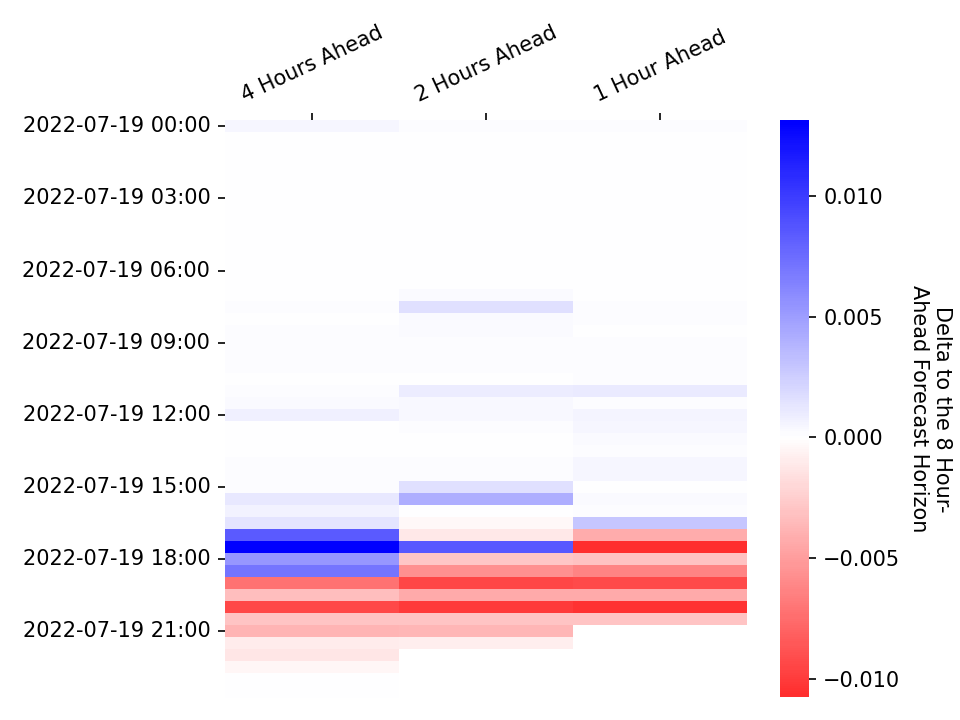 4 Hours Ahead
2 Hours Ahead
1 Hour Ahead
2022-07-19 00:00
2022-07-19 03:00
2022-07-19 06:00
2022-07-19 09:00
2022-07-19 12:00
2022-07-19 15:00
2022-07-19 18:00
2022-07-19 21:00
0.010
0.005
0.000
−0.005
−0.010
Delta to the 8 Hour-
Ahead Forecast Horizon